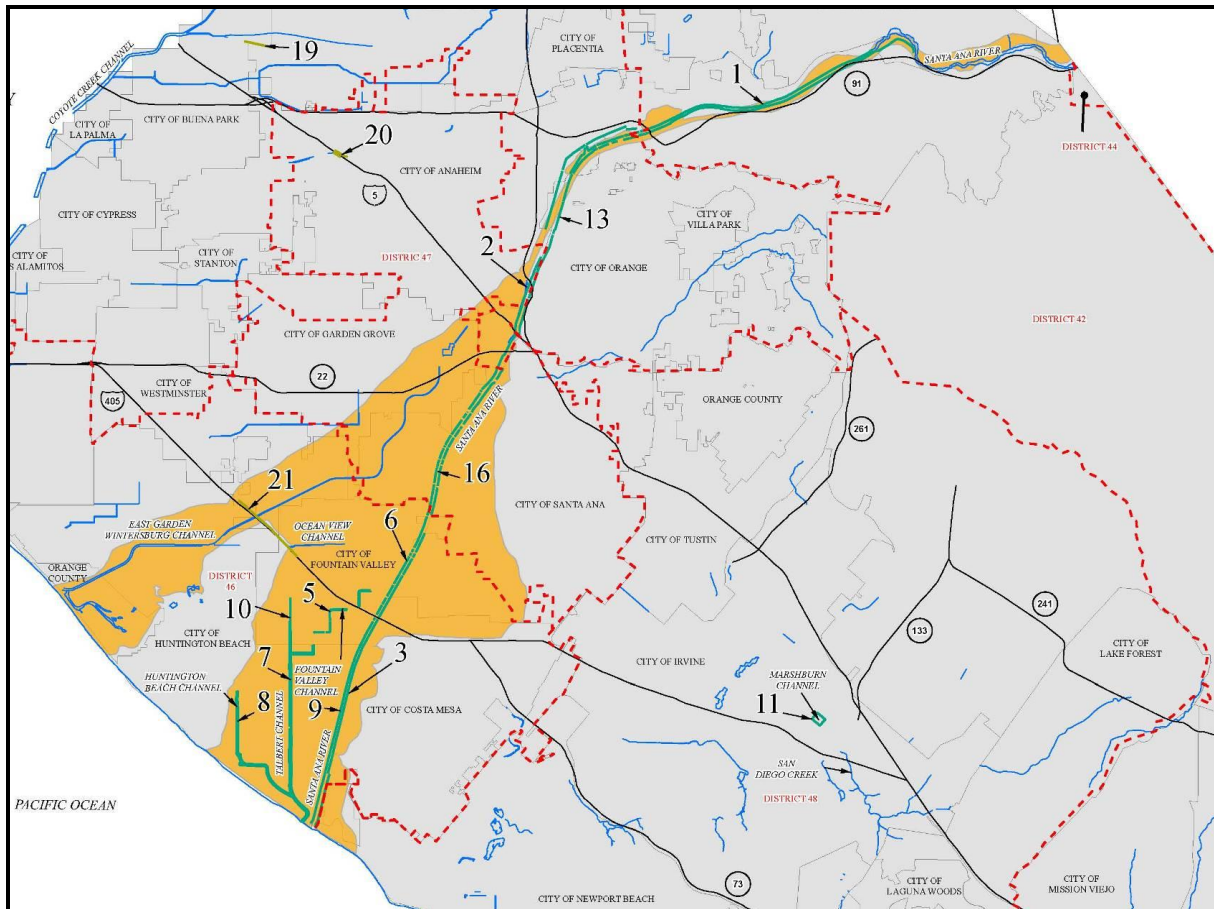 CITY OF
PLACENTIA
19
COYOTE CREEK CHANNEL
SANTA ANA RIVER
1
91
Y
CITY OF
LA PALMA
CITY OF BUENA PARK
20
CITY OF ANAHEIM
DISTRICT 44
5
CITY OF CYPRESS
13
CITY OF
VILLA PARK
CITY OF
STANTON
CITY OF
S ALAMITOS
DISTRIC 47
2
CITY OF ORANGE
DISTRICT 42
CITY OF GARDEN GROVE
22
CITY OF
WESTMINSTER
405
ORANGE COUNTY
SANTA ANA RIVER
261
16
21
CITY OF SANTA ANA
EAST GARDEN
WINTERSBURG CHANNEL
OCEAN VIEW
CHANNEL
6
CITY OF TUSTIN
CITY OF
FOUNTAIN VALLEY
ORANGE
COUNTY
DISTRICT
46
10
5
241
133
CITY OF
HUNTINGTON BEACH
7
FOUNTAIN
VALLEY
CHANNEL
3
CITY OF IRVINE
CITY OF
LAKE FOREST
HUNTINGTON
BEACH CHANNEL
8
9
CITY OF COSTA MESA
MARSHBURN
CHANNEL
11
TALBERT CHANNEL
SANTA ANA RIVER
SAN
DIEGO CREEK
DISTRICT 48
PACIFIC OCEAN
73
CITY OF NEWPORT BEACH
CITY OF
LAGUNA WOODS
CITY OF
MISSION VIEJO